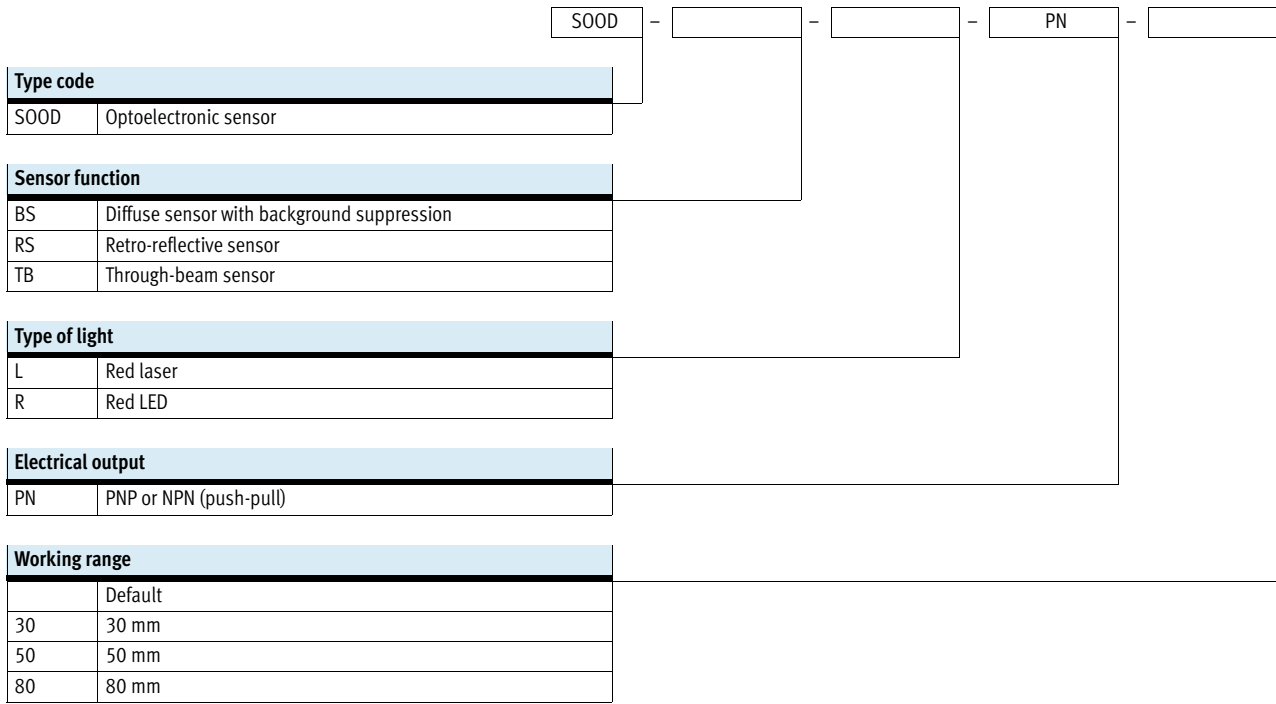 SOOD – – – PN –
Type code
SOOD Optoelectronic sensor
Sensor function
BS Diffuse sensor with background suppression
RS Retro-reflective sensor
TB Through-beam sensor
Type of light
L Red laser
R Red LED
Electrical output
PN PNP or NPN (push-pull)
Working range
Default
30 30 mm
50 50 mm
80 80 mm